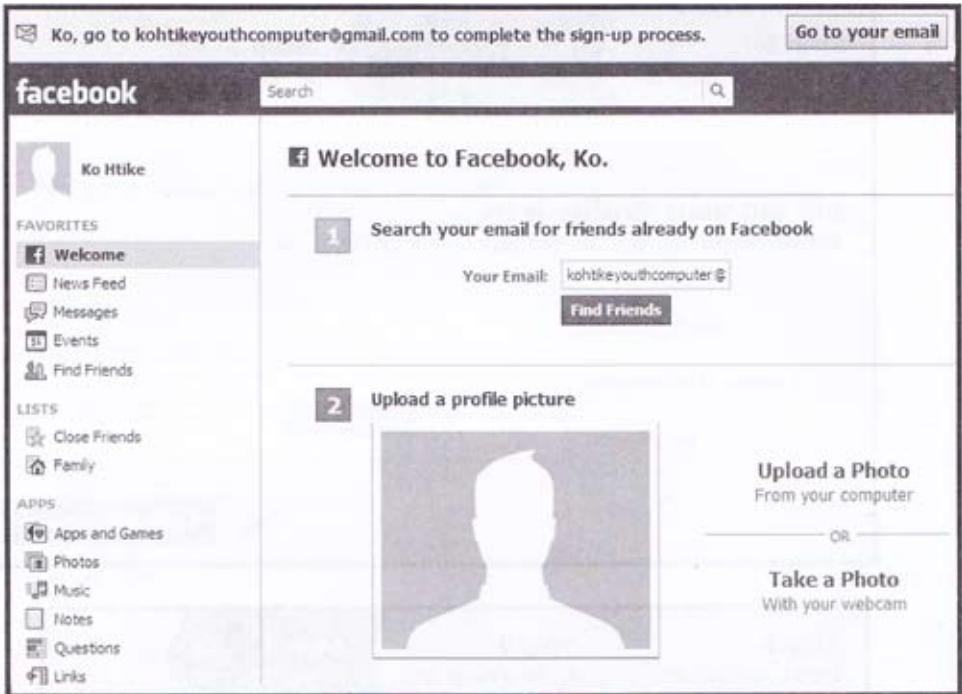 Ko, go to kohtikeyouthcomputer@gmail.com to complete the sign-up process.
Go to your email
facebook
Search
Ko Htike
Welcome to Facebook, Ko.
FAVORITES
Welcome
News Feed
Messages
Events
Find Friends
LISTS
Close Friends
Family
APPS
Apps and Games
Photos
Music
Notes
Questions
Links
1
Search your email for friends already on Facebook
Your Email: kohtikeyouthcomputer@
Find Friends
2
Upload a profile picture
Upload a Photo
From your computer
OR
Take a Photo
With your webcam